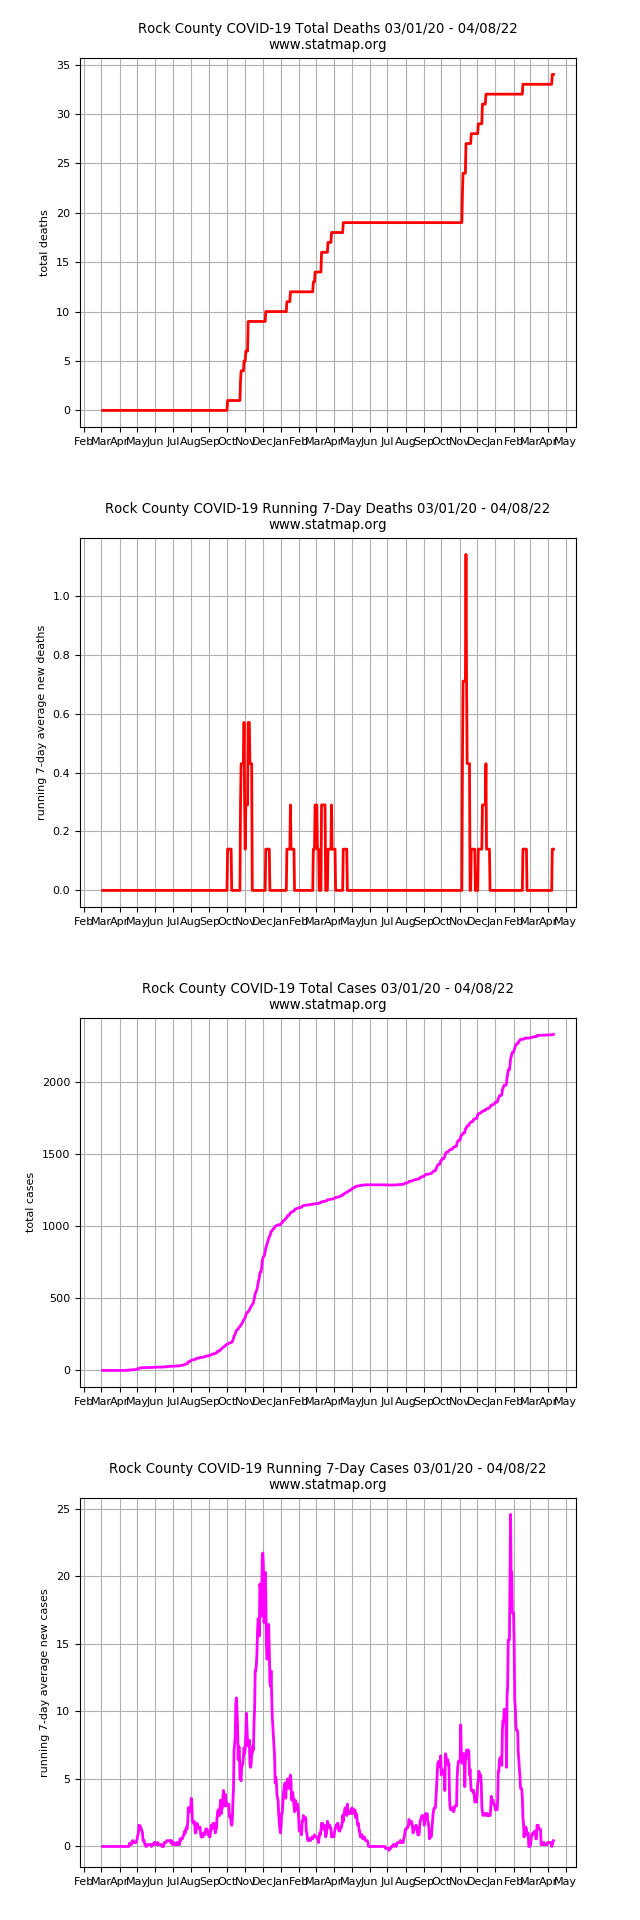 Rock County COVID-19 Total Deaths 03/01/20 - 04/08/22
www.statmap.org
35
30
25
20
15
10
5
0
total deaths
Feb Mar Apr May Jun Jul Aug Sep Oct Nov Dec Jan Feb Mar Apr May Jun Jul Aug Sep Oct Nov Dec Jan Feb Mar Apr May
Rock County COVID-19 Running 7-Day Deaths 03/01/20 - 04/08/22
www.statmap.org
1.0
0.8
0.6
0.4
0.2
0.0
running 7-day average new deaths
Feb Mar Apr May Jun Jul Aug Sep Oct Nov Dec Jan Feb Mar Apr May Jun Jul Aug Sep Oct Nov Dec Jan Feb Mar Apr May
Rock County COVID-19 Total Cases 03/01/20 - 04/08/22
www.statmap.org
2000
1500
1000
500
0
total cases
Feb Mar Apr May Jun Jul Aug Sep Oct Nov Dec Jan Feb Mar Apr May Jun Jul Aug Sep Oct Nov Dec Jan Feb Mar Apr May
Rock County COVID-19 Running 7-Day Cases 03/01/20 - 04/08/22
www.statmap.org
25
20
15
10
5
0
running 7-day average new cases
Feb Mar Apr May Jun Jul Aug Sep Oct Nov Dec Jan Feb Mar Apr May Jun Jul Aug Sep Oct Nov Dec Jan Feb Mar Apr May